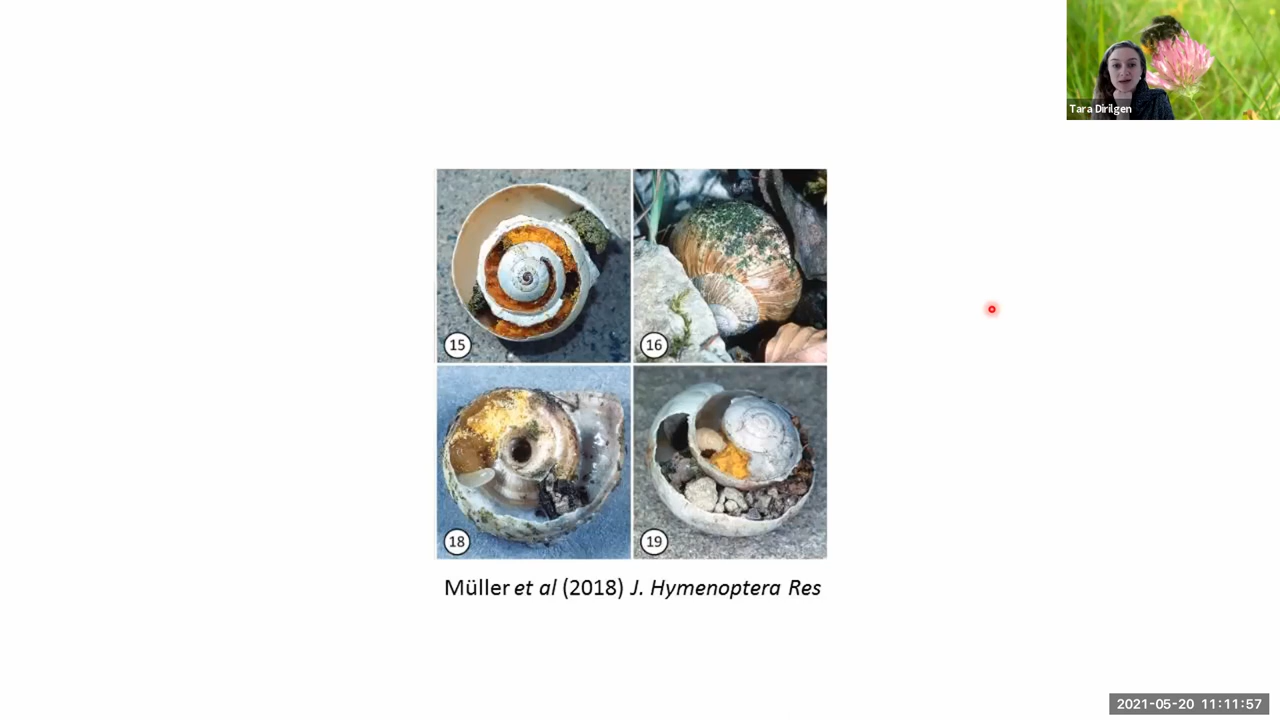 Tara Dirilgen
15
16
18
19
Müller et al (2018) J. Hymenoptera Res
2021-05-20 11:11:57